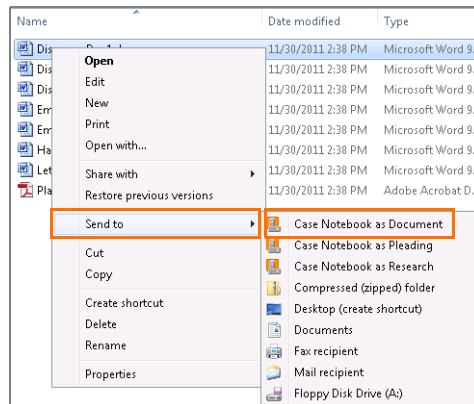 Name Date modified Type
Dis 11/30/2011 2:38 PM Microsoft Word 9.
Dis 11/30/2011 2:38 PM Microsoft Word 9.
Dis 11/30/2011 2:38 PM Microsoft Word 9.
Em 11/30/2011 2:38 PM Microsoft Word 9.
Em 11/30/2011 2:38 PM Microsoft Word 9.
Ha 11/30/2011 2:38 PM Microsoft Word 9.
Let 11/30/2011 2:38 PM Microsoft Word 9.
Pla 11/30/2011 2:38 PM Adobe Acrobat D.
Open
Edit
New
Print
Open with...
Share with
Restore previous versions
Send to
Cut
Copy
Create shortcut
Delete
Rename
Properties
Case Notebook as Document
Case Notebook as Pleading
Case Notebook as Research
Compressed (zipped) folder
Desktop (create shortcut)
Documents
Fax recipient
Mail recipient
Floppy Disk Drive (A:)